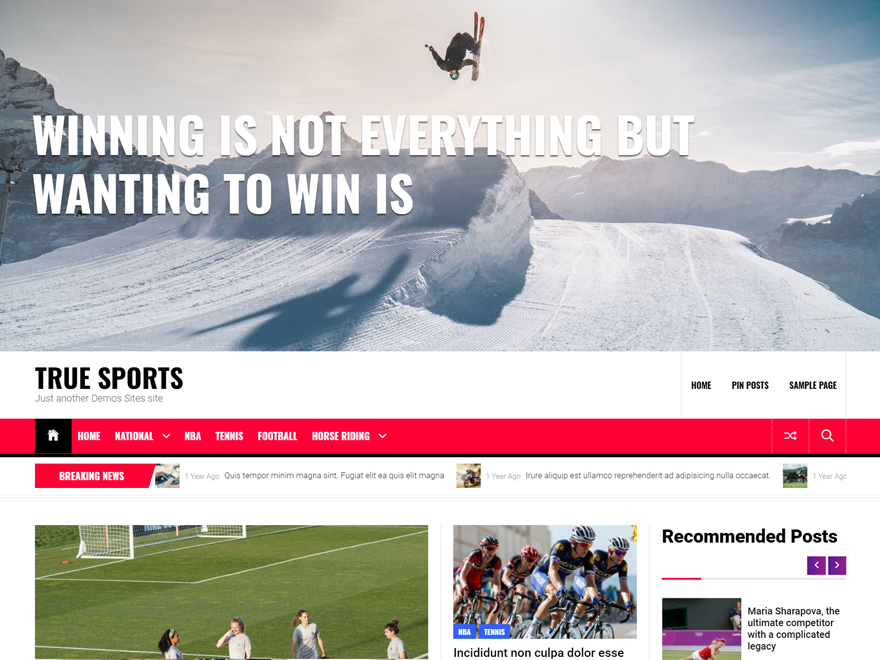 WINNING IS NOT EVERYTHING BUT
WANTING TO WIN IS
TRUE SPORTS
Just another Demos Sites site
HOME PIN POSTS SAMPLE PAGE
HOME NATIONAL NBA TENNIS FOOTBALL HORSE RIDING
BREAKING NEWS 1 Year Ago Quis tempor minim magna sint. Fugiat elit ea quis elit magna 1 Year Ago Irure aliquip est ullamco reprehenderit ad adipisicing nulla occaecat. 1 Year Ago
Recommended Posts
NBA TENNIS
Incididunt non culpa dolor esse
Maria Sharapova, the
ultimate competitor
with a complicated
legacy